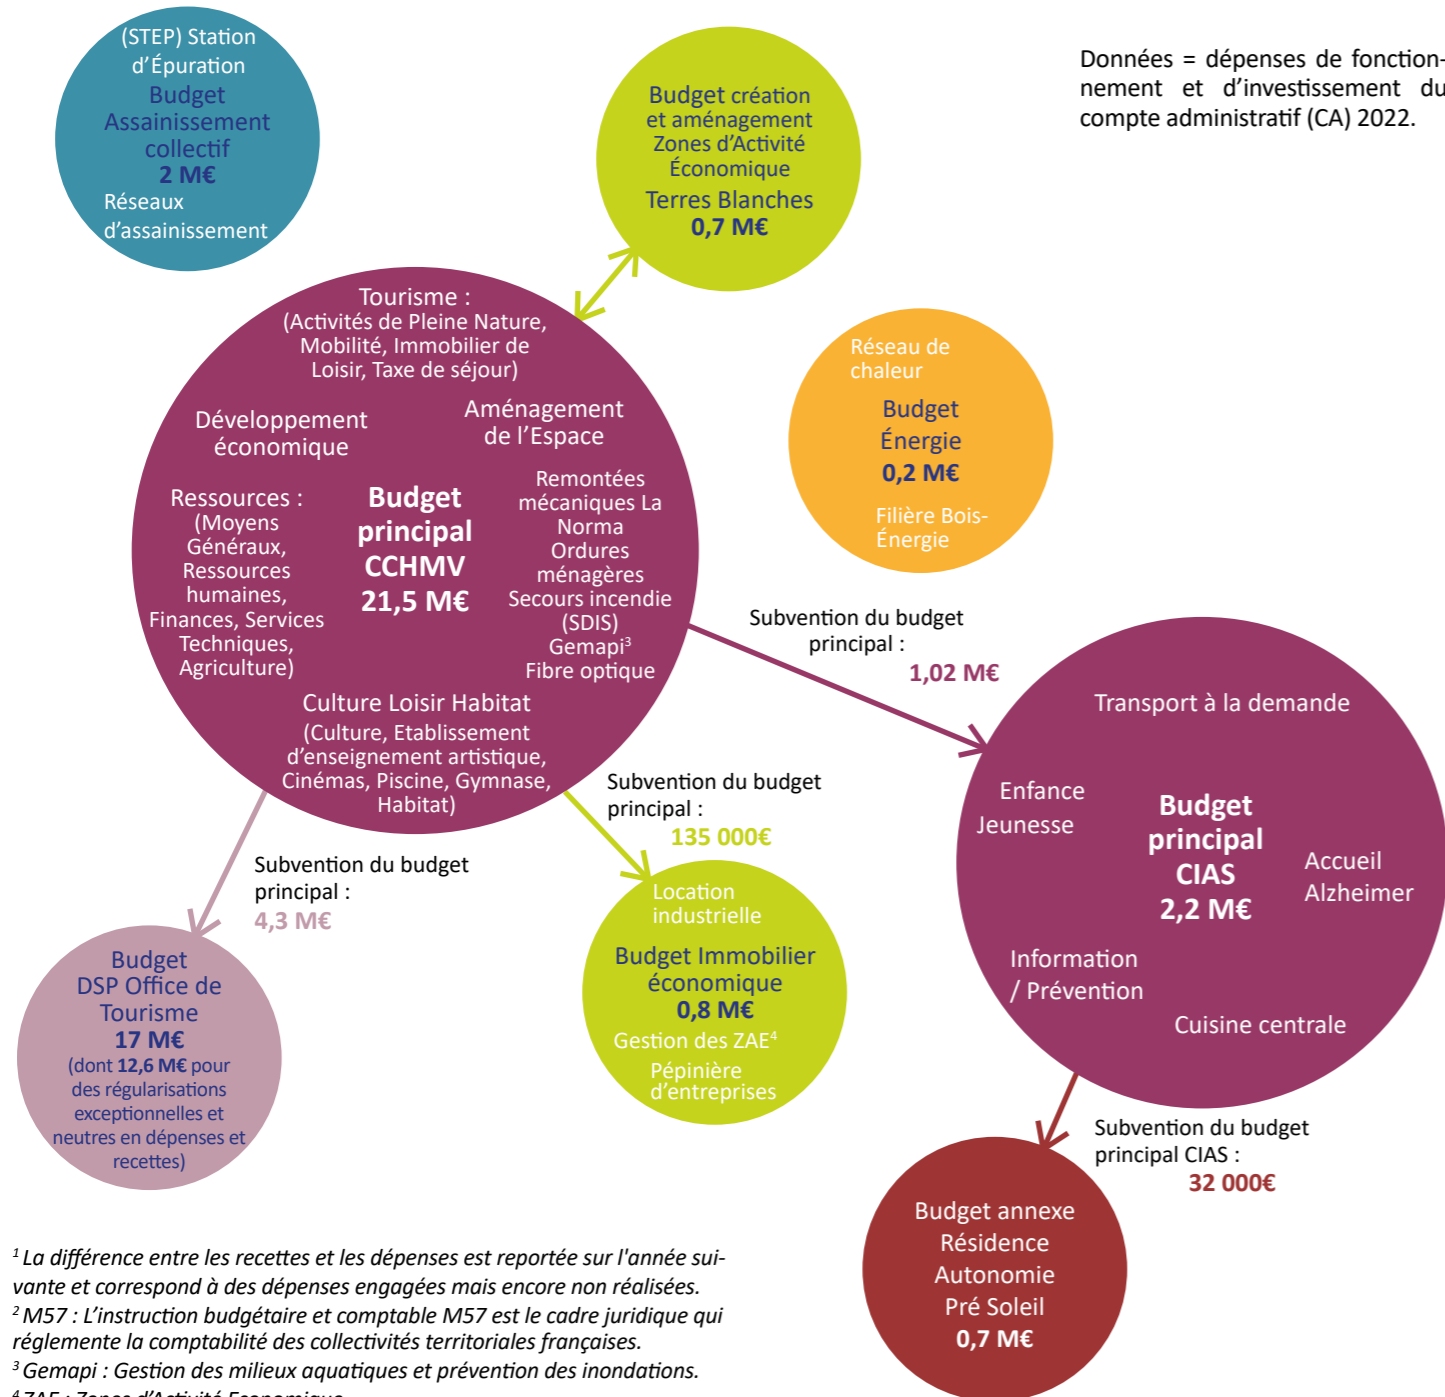 (STEP) Station
d'Épuration
Budget
Assainissement
collectif
2 M€
Réseaux
d'assainissement
Budget création
et aménagement
Zones d'Activité
Économique
Terres Blanches
0,7 M€
Données = dépenses de fonction-
nement et d'investissement du
compte administratif (CA) 2022.
Tourisme :
(Activités de Pleine Nature,
Mobilité, Immobilier de
Loisir, Taxe de séjour)
Développement
économique
Aménagement
de l'Espace
Ressources :
(Moyens
Généraux,
Ressources
humaines,
Finances, Services
Techniques,
Agriculture)
Budget
principal
CCHMV
21,5 M€
Remontées
mécaniques La
Norma
Ordures
ménagères
Secours incendie
(SDIS)
Gemapi³
Fibre optique
Culture Loisir Habitat
(Culture, Etablissement
d'enseignement artistique,
Cinémas, Piscine, Gymnase,
Habitat)
Réseau de
chaleur
Budget
Énergie
0,2 M€
Filière Bois-
Énergie
Subvention du budget
principal :
1,02 M€
Transport à la demande
Enfance
Jeunesse
Budget
principal
CIAS
2,2 M€
Accueil
Alzheimer
Information
/ Prévention
Cuisine centrale
Subvention du budget
principal :
135 000€
Location
industrielle
Budget Immobilier
économique
0,8 M€
Gestion des ZAE⁴
Pépinière
d'entreprises
Subvention du budget
principal :
4,3 M€
Budget
DSP Office de
Tourisme
17 M€
(dont 12,6 M€ pour
des régularisations
exceptionnelles et
neutres en dépenses et
recettes)
Subvention du budget
principal CIAS :
32 000€
Budget annexe
Résidence
Autonomie
Pré Soleil
0,7 M€
¹ La différence entre les recettes et les dépenses est reportée sur l'année sui-
vante et correspond à des dépenses engagées mais encore non réalisées.
² M57 : L'instruction budgétaire et comptable M57 est le cadre juridique qui
réglemente la comptabilité des collectivités territoriales françaises.
³ Gemapi : Gestion des milieux aquatiques et prévention des inondations.
⁴ ZAE : Zones d'Activité Economique